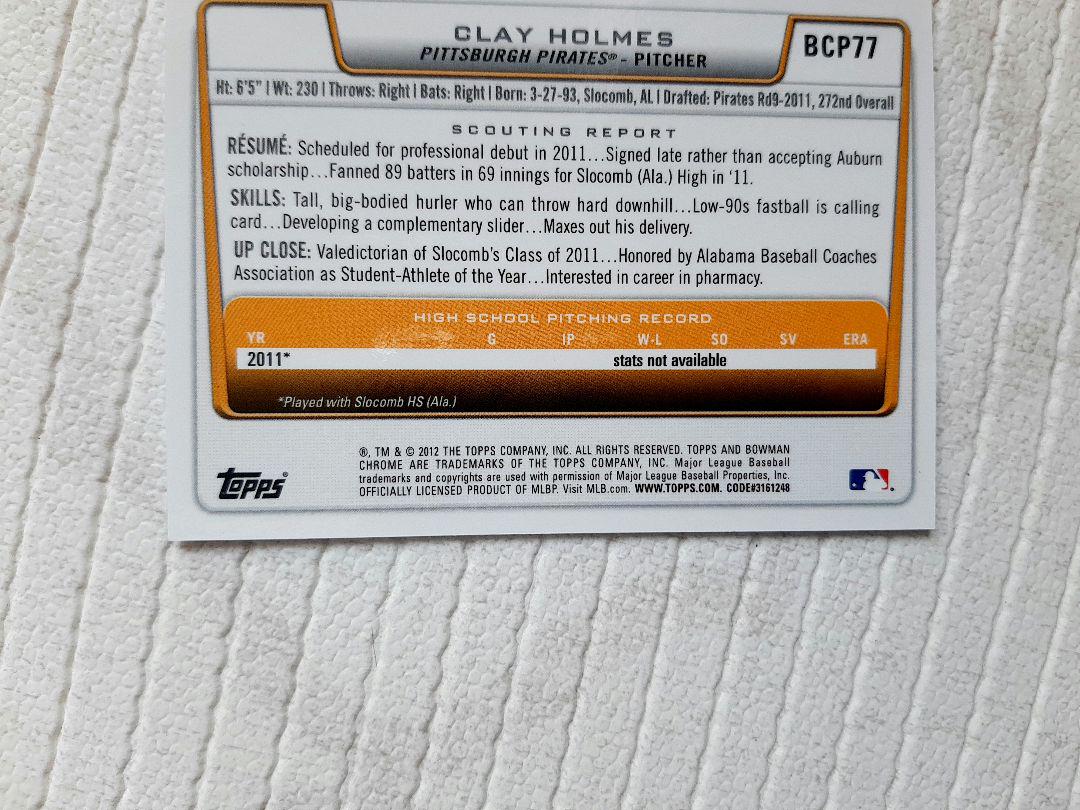 CLAY HOLMES
PITTSBURGH PIRATES® - PITCHER
BCP77
Ht: 6'5" | Wt: 230 | Throws: Right | Bats: Right | Born: 3-27-93, Slocomb, AL | Drafted: Pirates Rd9-2011, 272nd Overall
SCOUTING REPORT
RÉSUMÉ: Scheduled for professional debut in 2011...Signed late rather than accepting Auburn
scholarship...Fanned 89 batters in 69 innings for Slocomb (Ala.) High in '11.
SKILLS: Tall, big-bodied hurler who can throw hard downhill...Low-90s fastball is calling
card...Developing a complementary slider...Maxes out his delivery.
UP CLOSE: Valedictorian of Slocomb's Class of 2011...Honored by Alabama Baseball Coaches
Association as Student-Athlete of the Year...Interested in career in pharmacy.
HIGH SCHOOL PITCHING RECORD
YR G IP W-L SO SV ERA
2011* stats not available
*Played with Slocomb HS (Ala.)
®, TM & © 2012 THE TOPPS COMPANY, INC. ALL RIGHTS RESERVED. TOPPS AND BOWMAN
CHROME ARE TRADEMARKS OF THE TOPPS COMPANY, INC. Major League Baseball
trademarks and copyrights are used with permission of Major League Baseball Properties, Inc.
OFFICIALLY LICENSED PRODUCT OF MLBP. Visit MLB.com. WWW.TOPPS.COM. CODE#3161248
TOPPS®